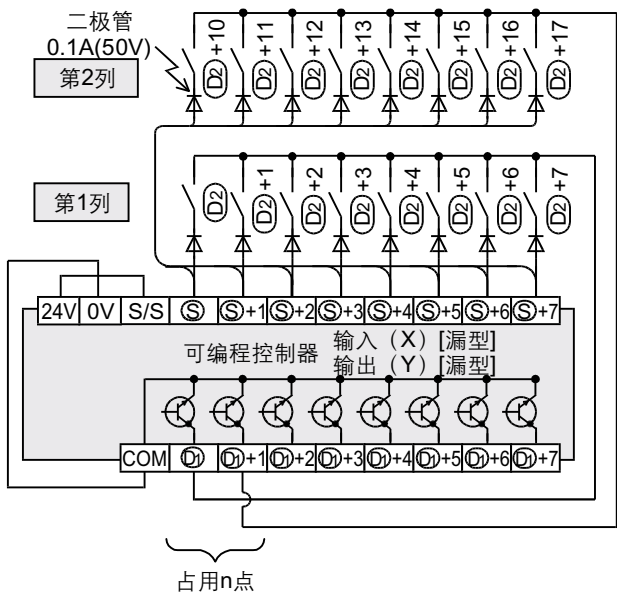 二极管
0.1A(50V)
第2列
D2 +10
D2 +11
D2 +12
D2 +13
D2 +14
D2 +15
D2 +16
D2 +17
第1列
D2
D2 +1
D2 +2
D2 +3
D2 +4
D2 +5
D2 +6
D2 +7
24V 0V S/S S S+1 S+2 S+3 S+4 S+5 S+6 S+7
可编程控制器
输入（X）[漏型]
输出（Y）[漏型]
COM D1 D1+1 D1+2 D1+3 D1+4 D1+5 D1+6 D1+7
占用n点